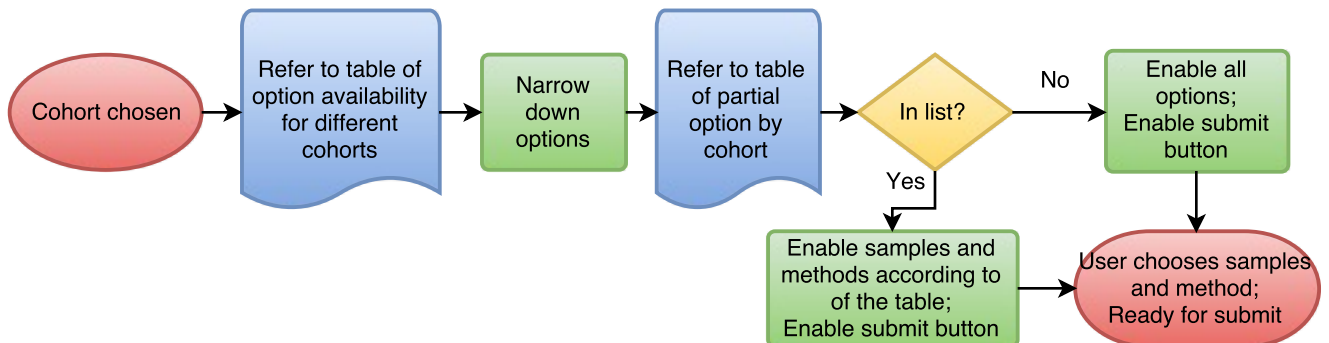 Cohort chosen
Refer to table of
option availability
for different
cohorts
Narrow
down
options
Refer to table
of partial
option by
cohort
In list?
No
Enable all
options;
Enable submit
button
Yes
Enable samples and
methods according to
of the table;
Enable submit button
User chooses samples
and method;
Ready for submit